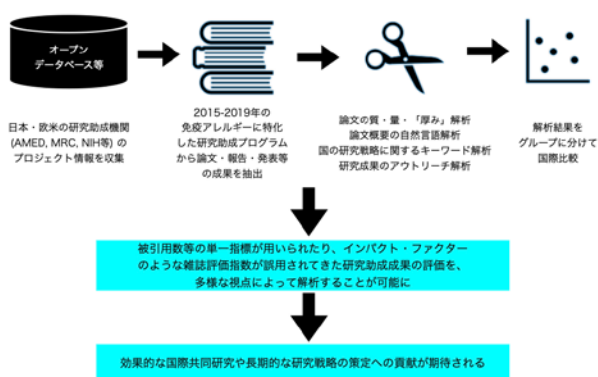 オープン
データベース等
日本・欧米の研究助成機関
(AMED, MRC, NIH等) の
プロジェクト情報を収集
2015-2019年の
免疫アレルギーに特化
した研究助成プログラム
から論文・報告・発表等
の成果を抽出
論文の質・量・「厚み」解析
論文概要の自然言語解析
国の研究戦略に関するキーワード解析
研究成果のアウトリーチ解析
解析結果を
グループに分けて
国際比較
被引用数等の単一指標が用いられたり、インパクト・ファクター
のような雑誌評価指数が誤用されてきた研究助成成果の評価を、
多様な視点によって解析することが可能に
効果的な国際共同研究や長期的な研究戦略の策定への貢献が期待される